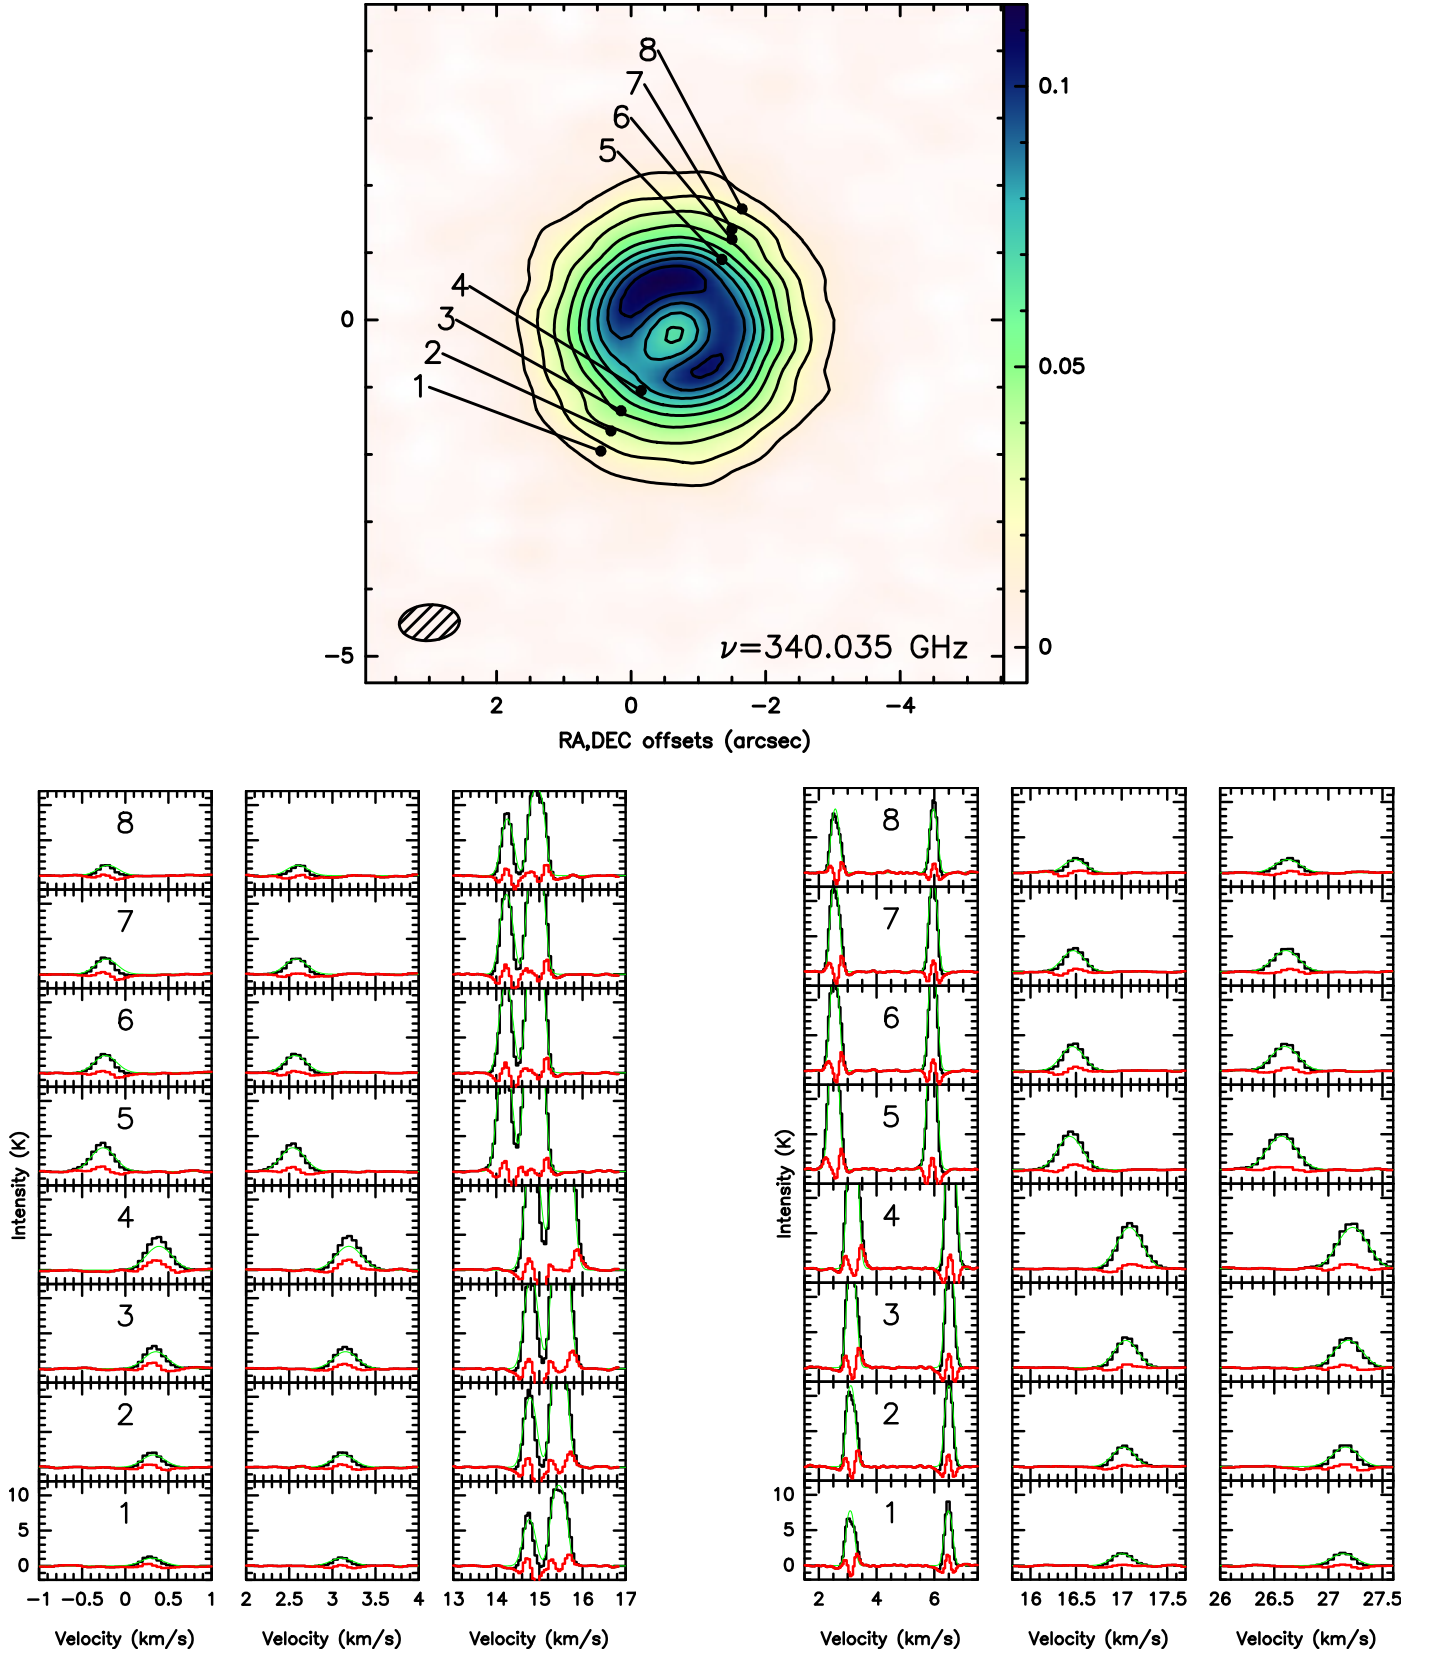 8
7
6
5
4
3
2
1
0.1
0.05
0
0
−5
ν=340.035 GHz
2 0 −2 −4
RA,DEC offsets (arcsec)
8
7
6
5
4
3
2
1
Intensity (K)
10
5
0
−1 −0.5 0 0.5 1
2 2.5 3 3.5 4
13 14 15 16 17
Velocity (km/s) Velocity (km/s) Velocity (km/s)
8
7
6
5
4
3
2
1
Intensity (K)
10
5
0
2 4 6
16 16.5 17 17.5
26 26.5 27 27.5
Velocity (km/s) Velocity (km/s) Velocity (km/s)